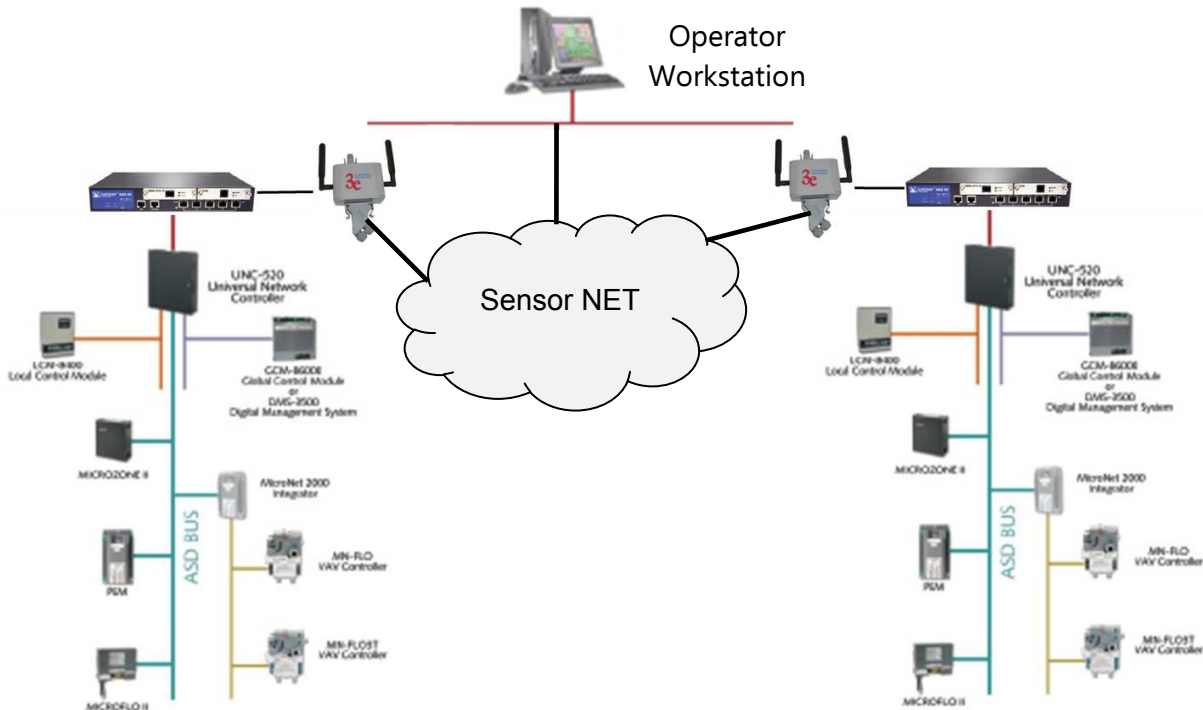 Operator
Workstation
3e
3e
Sensor NET
UNC-520
Universal Network
Controller
LCM-8400
Local Control Module
GCM-86008
Global Control Module
or
DMS-3500
Digital Management System
MICROZONE II
MicroNet 2000
Integrator
ASD BUS
PEM
MN-FLO
VAV Controller
MN-FLO3T
VAV Controller
MICROFLO II
UNC-520
Universal Network
Controller
LCM-8400
Local Control Module
GCM-86008
Global Control Module
or
DMS-3500
Digital Management System
MICROZONE II
MicroNet 2000
Integrator
ASD BUS
PEM
MN-FLO
VAV Controller
MN-FLO3T
VAV Controller
MICROFLO II